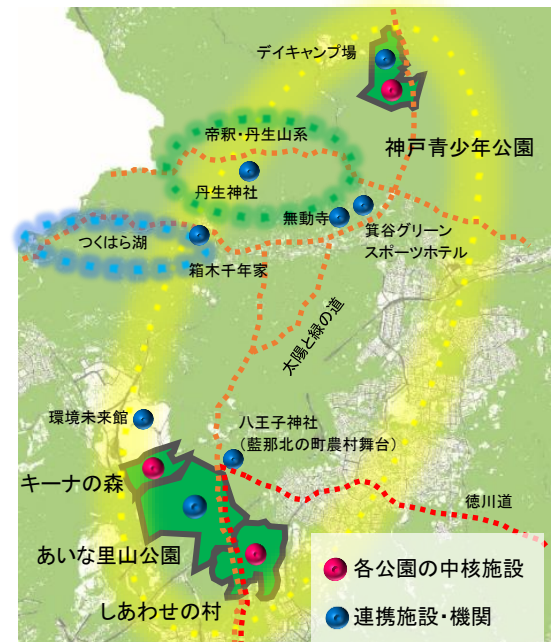 デイキャンプ場
神戸青少年公園
帝釈・丹生山系
丹生神社
無動寺
箕谷グリーン
スポーツホテル
つくはら湖
箱木千年家
太陽と緑の道
環境未来館
八王子神社
（藍那北の町農村舞台）
キーナの森
徳川道
あいな里山公園
しあわせの村
各公園の中核施設
連携施設・機関